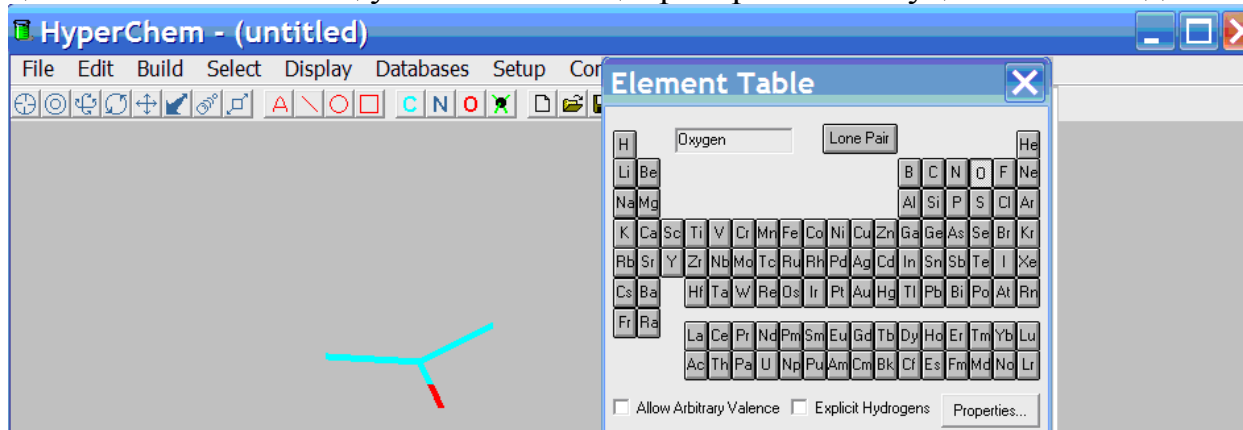 HyperChem - (untitled)
File Edit Build Select Display Databases Setup
Element Table
A C N O
Oxygen Lone Pair
H He
Li Be B C N O F Ne
Na Mg Al Si P S Cl Ar
K Ca Sc Ti V Cr Mn Fe Co Ni Cu Zn Ga Ge As Se Br Kr
Rb Sr Y Zr Nb Mo Tc Ru Rh Pd Ag Cd In Sn Sb Te I Xe
Cs Ba Hf Ta W Re Os Ir Pt Au Hg Tl Pb Bi Po At Rn
Fr Ra
La Ce Pr Nd Pm Sm Eu Gd Tb Dy Ho Er Tm Yb Lu
Ac Th Pa U Np Pu Am Cm Bk Cf Es Fm Md No Lr
Allow Arbitrary Valence Explicit Hydrogens Properties...